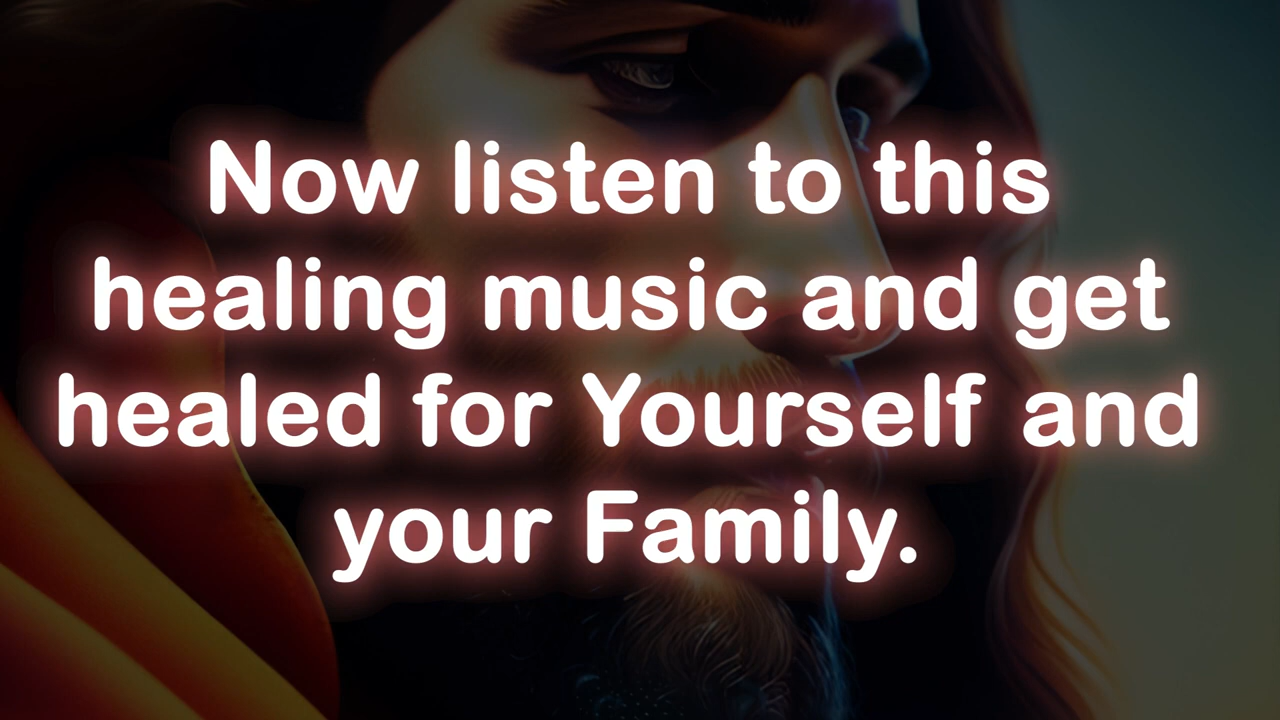 Now listen to this
healing music and get
healed for Yourself and
your Family.